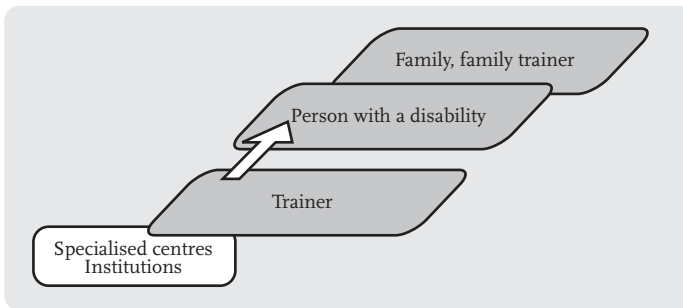 Family, family trainer
Person with a disability
Trainer
Specialised centres
Institutions